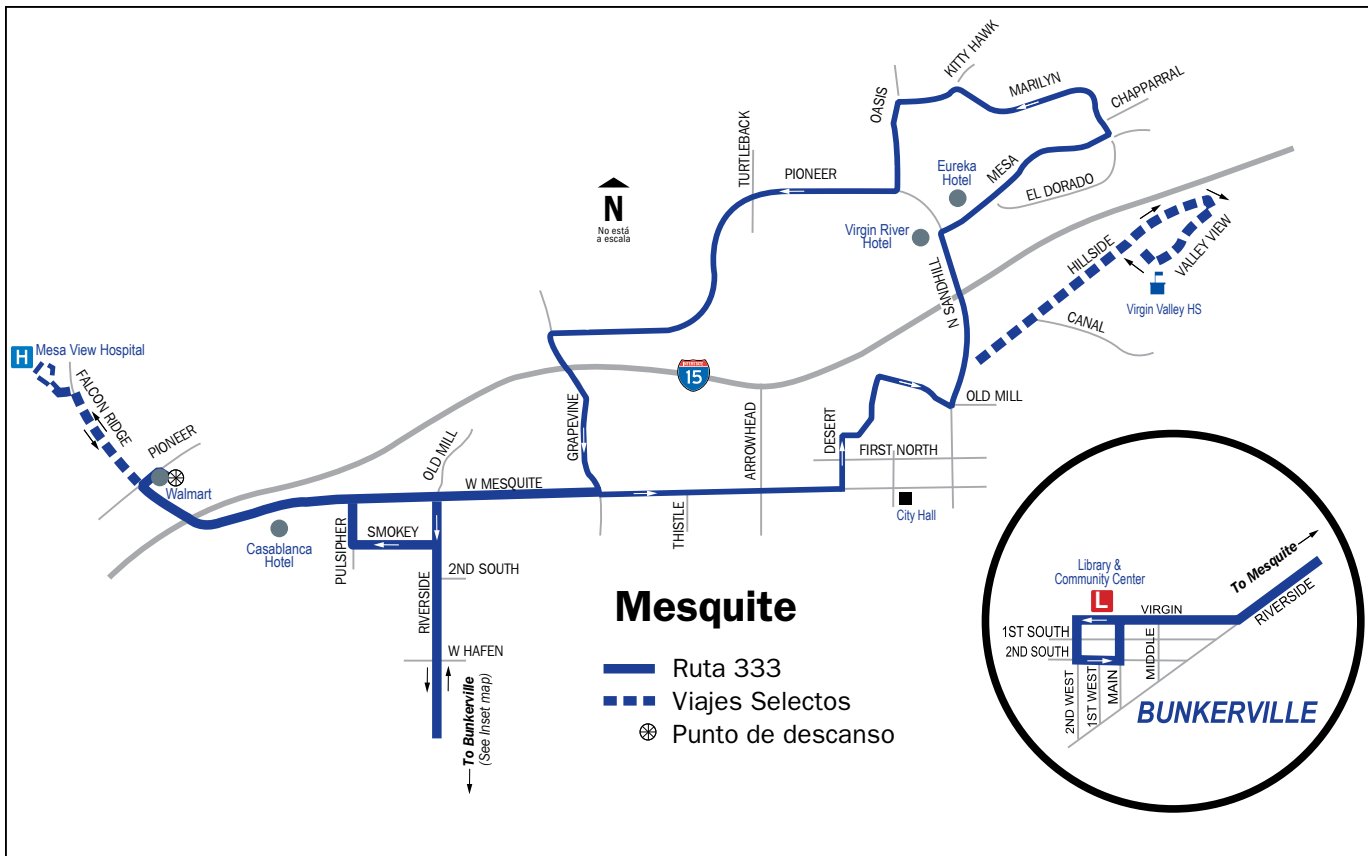 KITTY HAWK
MARILYN
CHAPPARRAL
OASIS
TURTLEBACK
PIONEER
Eureka
Hotel
MESA
EL DORADO
N
No está
a escala
Virgin River
Hotel
N SANDHILL
HILLSIDE
VALLEY VIEW
Virgin Valley HS
CANAL
H
Mesa View Hospital
FALCON RIDGE
PIONEER
Walmart
15
GRAPEVINE
ARROWHEAD
DESERT
OLD MILL
FIRST NORTH
OLD MILL
W MESQUITE
City Hall
Casablanca
Hotel
PULSIPHER
SMOKEY
THISTLE
RIVERSIDE
2ND SOUTH
W HAFEN
To Bunkerville
(See Inset map)
Mesquite
Ruta 333
Viajes Selectos
Punto de descanso
Library &
Community Center
L
To Mesquite
RIVERSIDE
VIRGIN
1ST SOUTH
2ND SOUTH
MIDDLE
2ND WEST
1ST WEST
MAIN
BUNKERVILLE